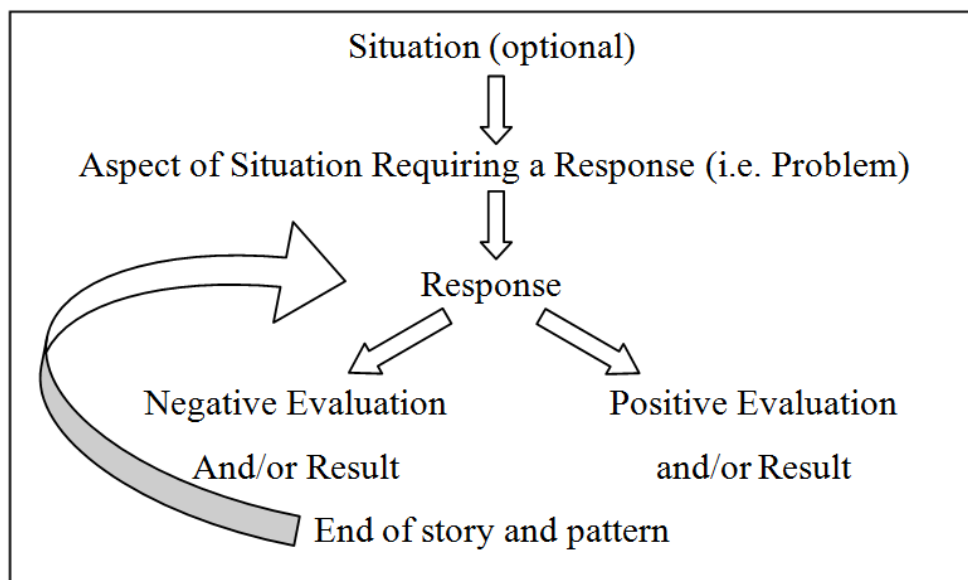 Situation (optional)
Aspect of Situation Requiring a Response (i.e. Problem)
Response
Negative Evaluation
And/or Result
Positive Evaluation
and/or Result
End of story and pattern